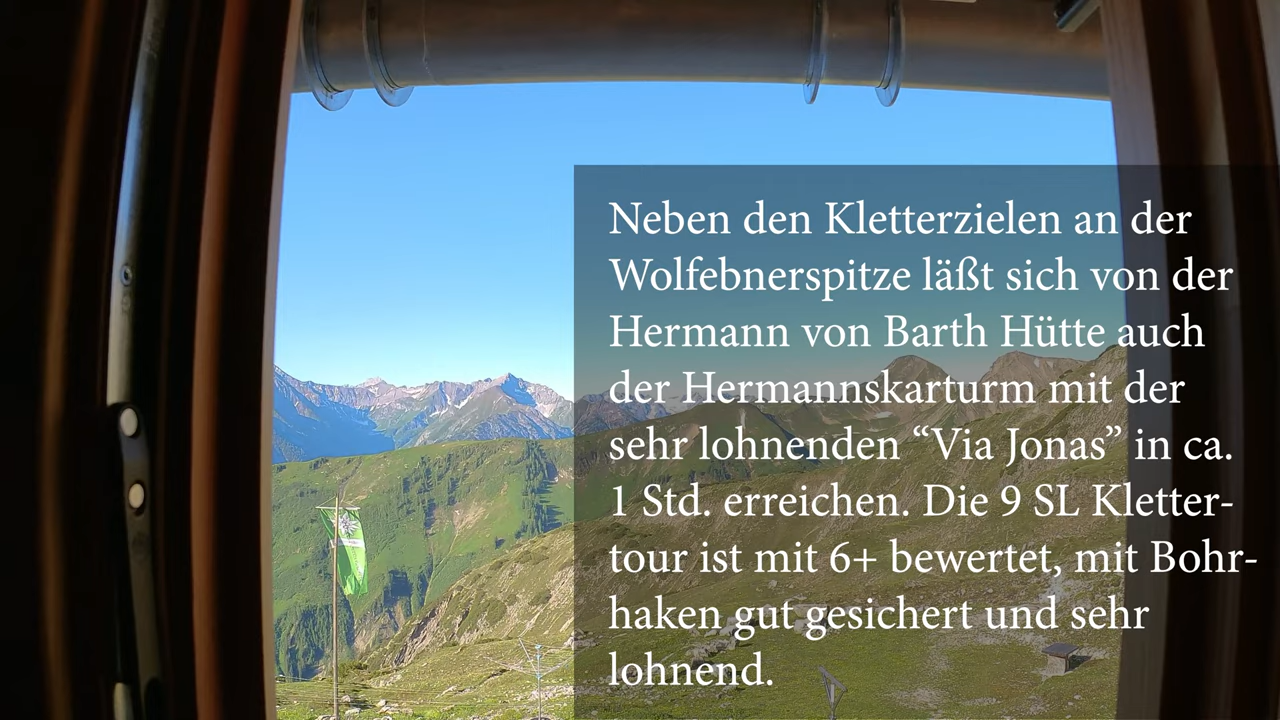 Neben den Kletterzielen an der
Wolfebnerspitze läßt sich von der
Hermann von Barth Hütte auch
der Hermannskarturm mit der
sehr lohnenden “Via Jonas” in ca.
1 Std. erreichen. Die 9 SL Kletter-
tour ist mit 6+ bewertet, mit Bohr-
haken gut gesichert und sehr
lohnend.